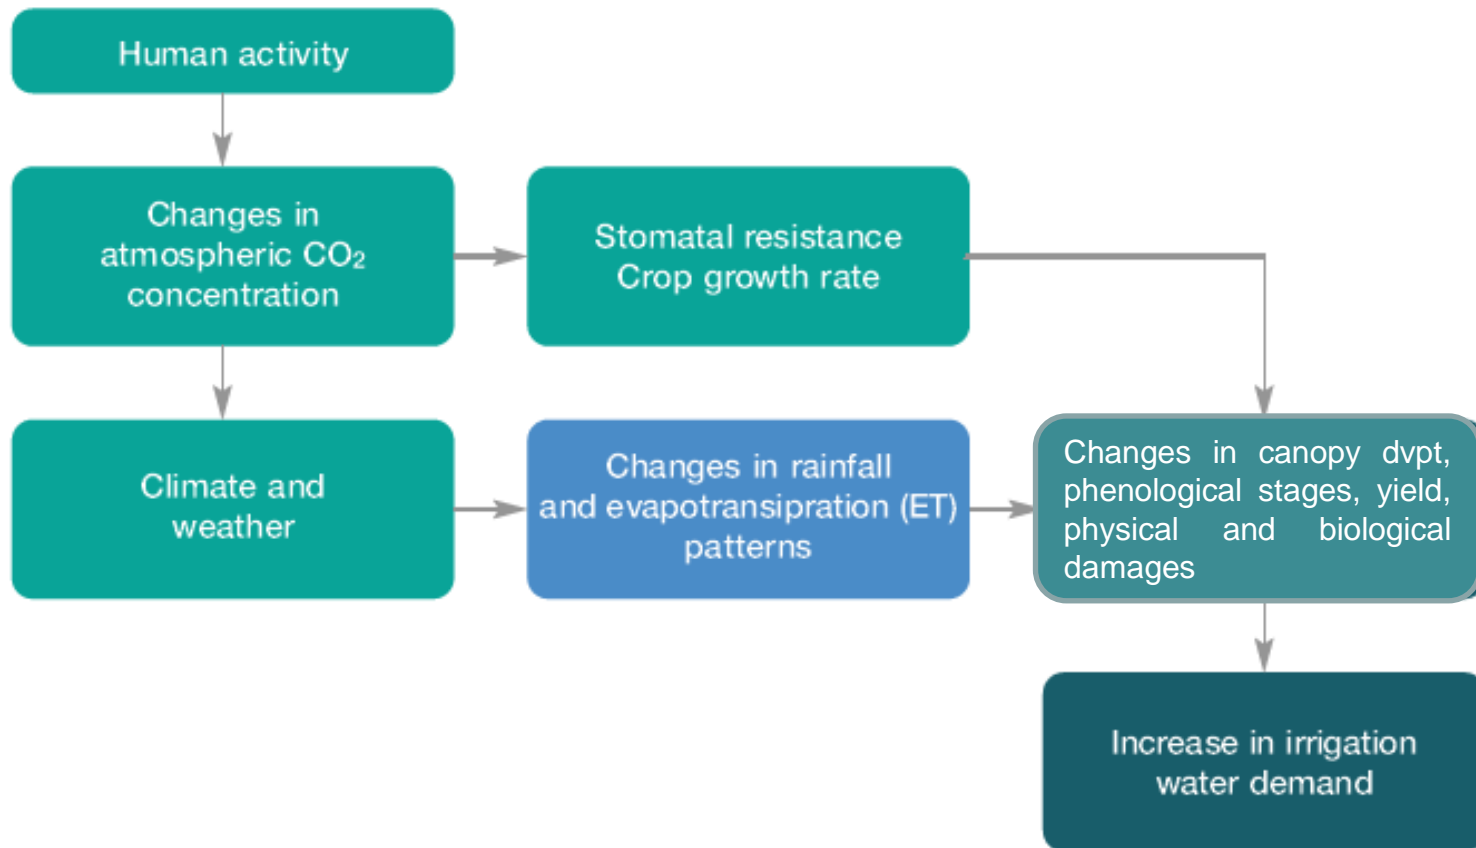 Human activity
Changes in
atmospheric CO₂
concentration
Stomatal resistance
Crop growth rate
Climate and
weather
Changes in rainfall
and evapotransipration (ET)
patterns
Changes in canopy dvpt,
phenological stages, yield,
physical and biological
damages
Increase in irrigation
water demand